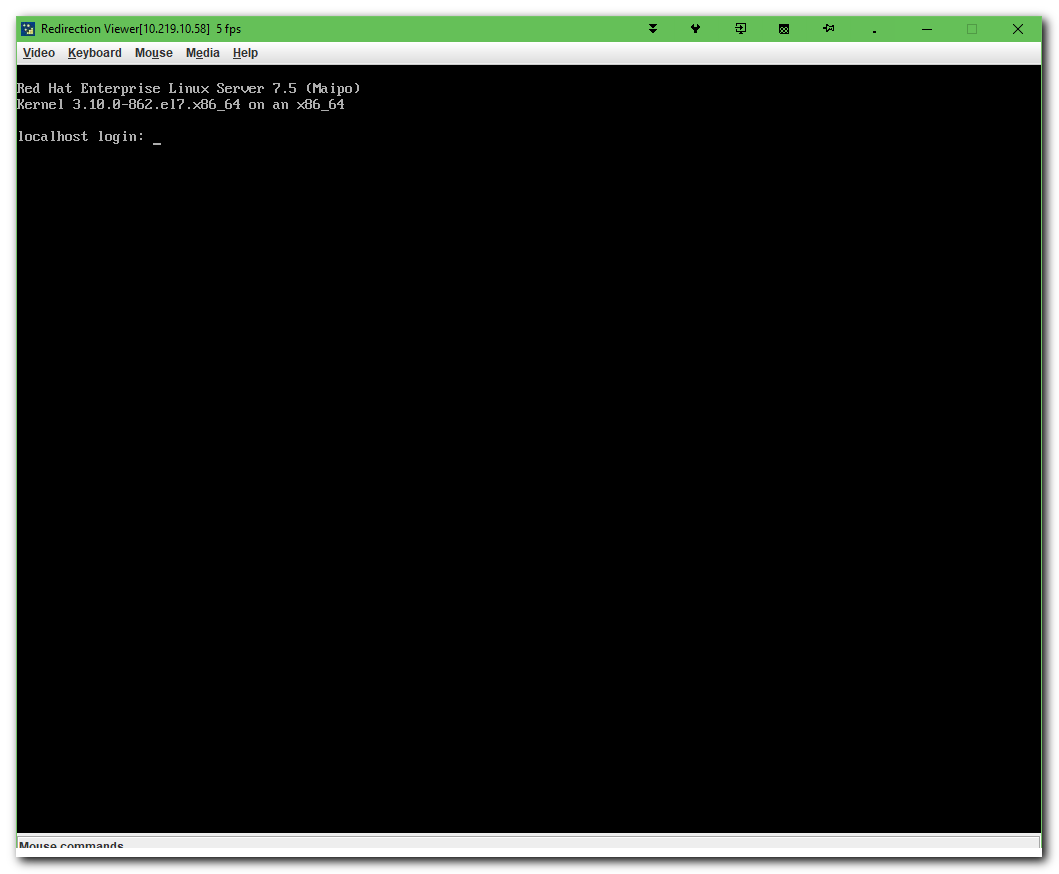 Redirection Viewer[10.219.10.58] 5 fps
Video Keyboard Mouse Media Help
Red Hat Enterprise Linux Server 7.5 (Maipo)
Kernel 3.10.0-862.el7.x86_64 on an x86_64
localhost login: _
Mouse commands